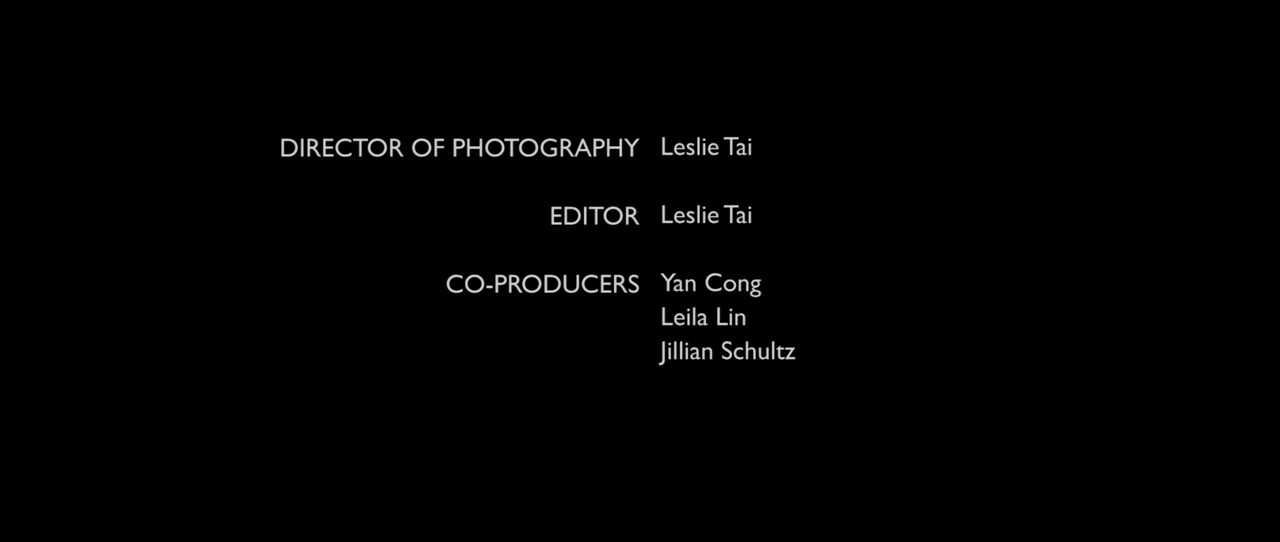 DIRECTOR OF PHOTOGRAPHY Leslie Tai
EDITOR Leslie Tai
CO-PRODUCERS Yan Cong
Leila Lin
Jillian Schultz